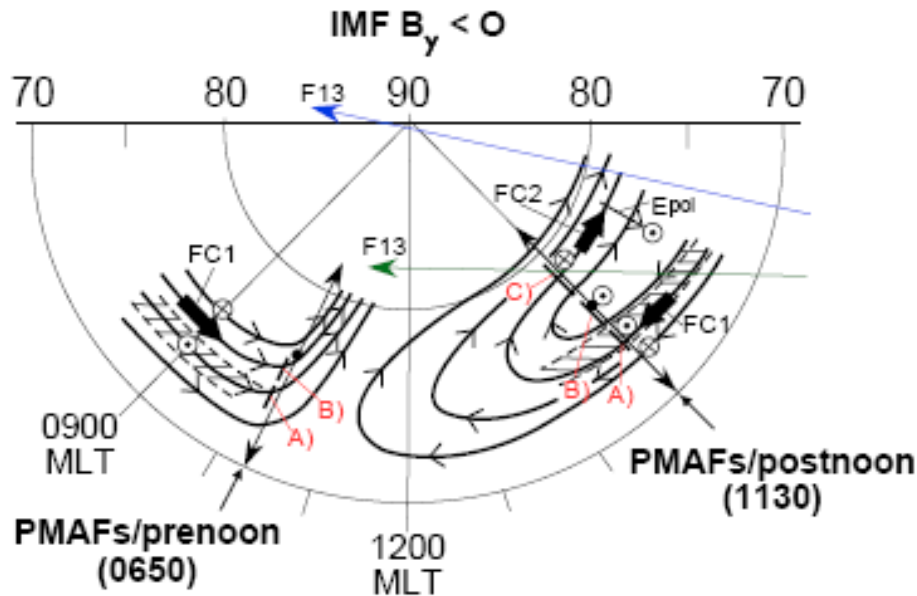 IMF By < O
70 80 90 80 70
F13
FC2
Epol
FC1
F13
C)
FC1
B)
A)
B)
A)
0900
MLT
PMAFs/postnoon
(1130)
PMAFs/prenoon
(0650)
1200
MLT